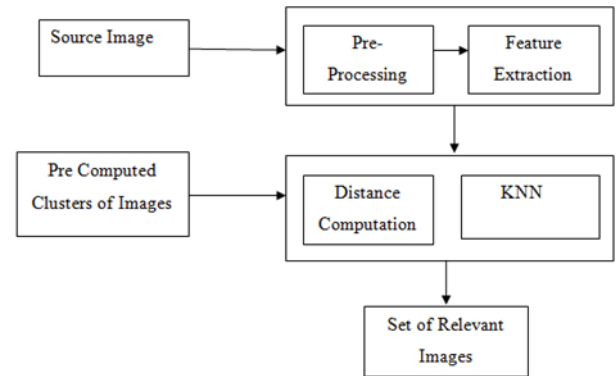 Source Image
Pre-
Processing
Feature
Extraction
Pre Computed
Clusters of Images
Distance
Computation
KNN
Set of Relevant
Images